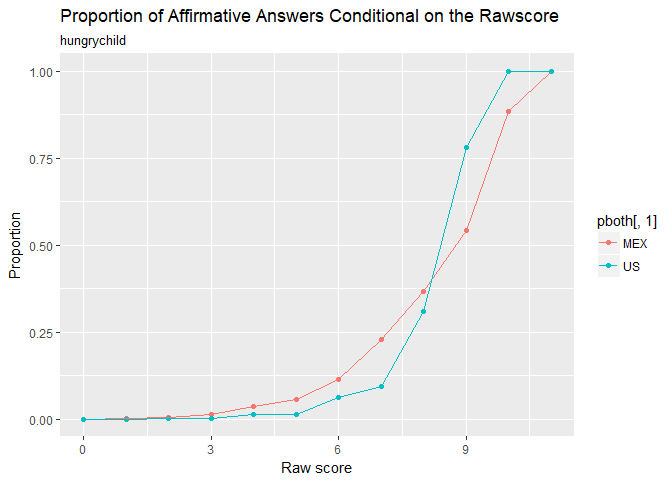 Proportion of Affirmative Answers Conditional on the Rawscore
hungrychild
1.00
0.75
0.50
0.25
0.00
Proportion
0 3 6 9
Raw score
pboth[, 1]
MEX
US